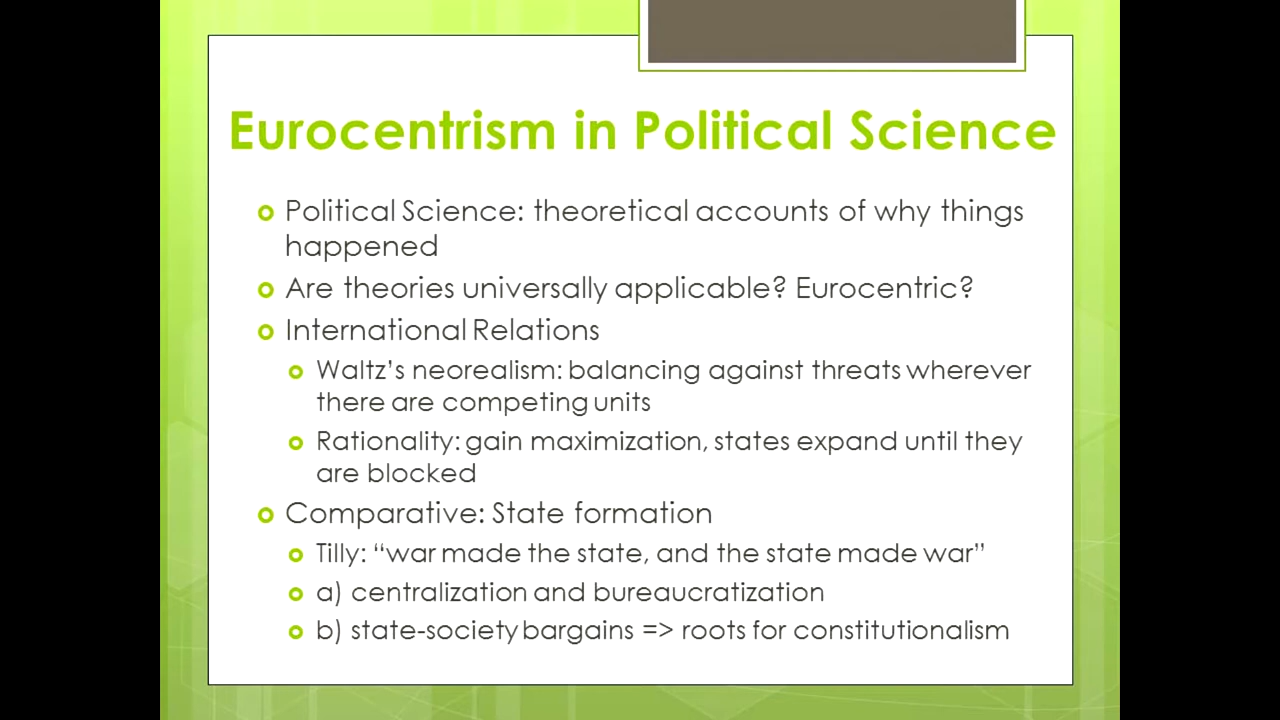 Eurocentrism in Political Science
Political Science: theoretical accounts of why things
happened
Are theories universally applicable? Eurocentric?
International Relations
Waltz’s neorealism: balancing against threats wherever
there are competing units
Rationality: gain maximization, states expand until they
are blocked
Comparative: State formation
Tilly: “war made the state, and the state made war”
a) centralization and bureaucratization
b) state-society bargains => roots for constitutionalism